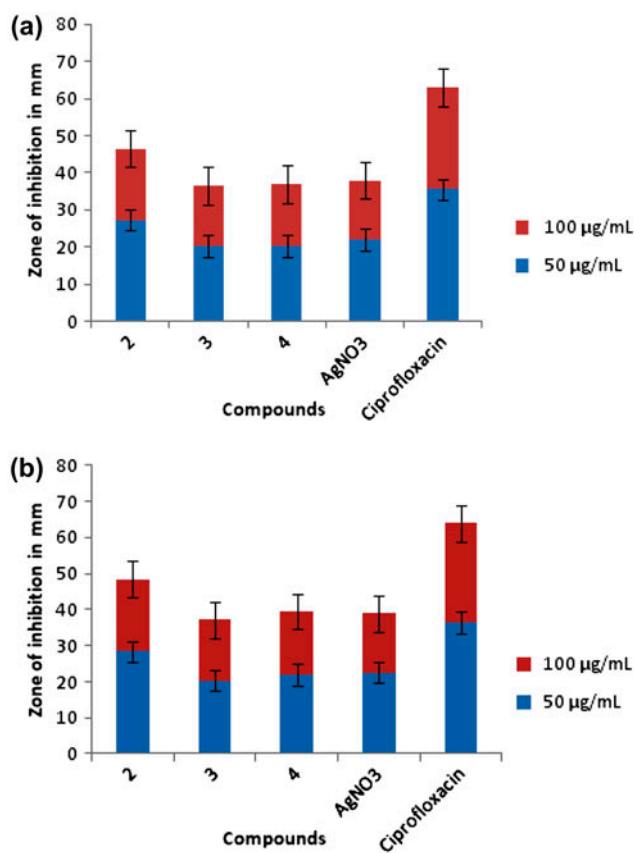 (a)
Zone of inhibition in mm
80
70
60
50
40
30
20
10
0
2
3
4
AgNO3
Ciprofloxacin
Compounds
100 µg/mL
50 µg/mL
(b)
Zone of inhibition in mm
80
70
60
50
40
30
20
10
0
2
3
4
AgNO3
Ciprofloxacin
Compounds
100 µg/mL
50 µg/mL